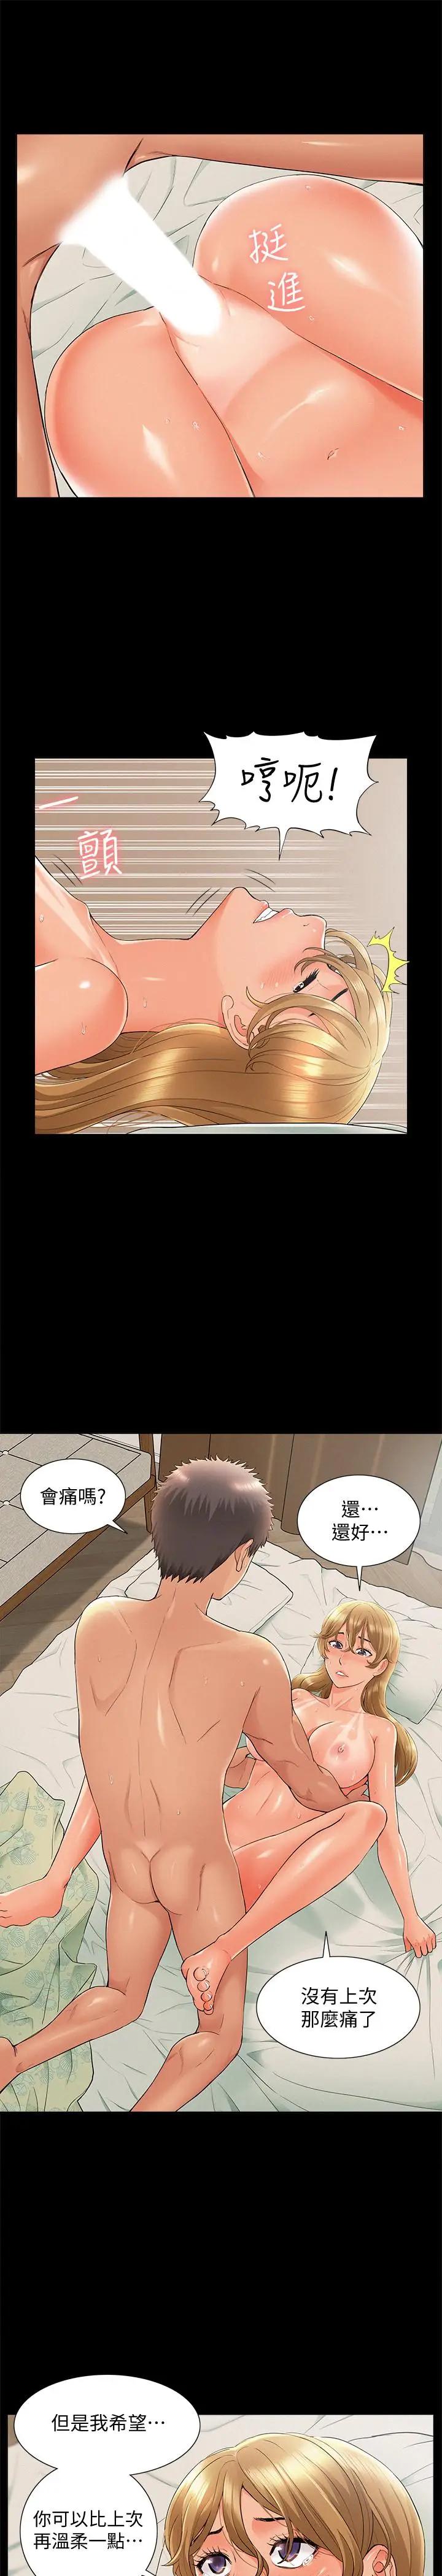 挺
進
哼呃!
顫
會痛嗎?
還…
還好…
沒有上次
那麼痛了
但是我希望…
你可以比上次
再溫柔一點…